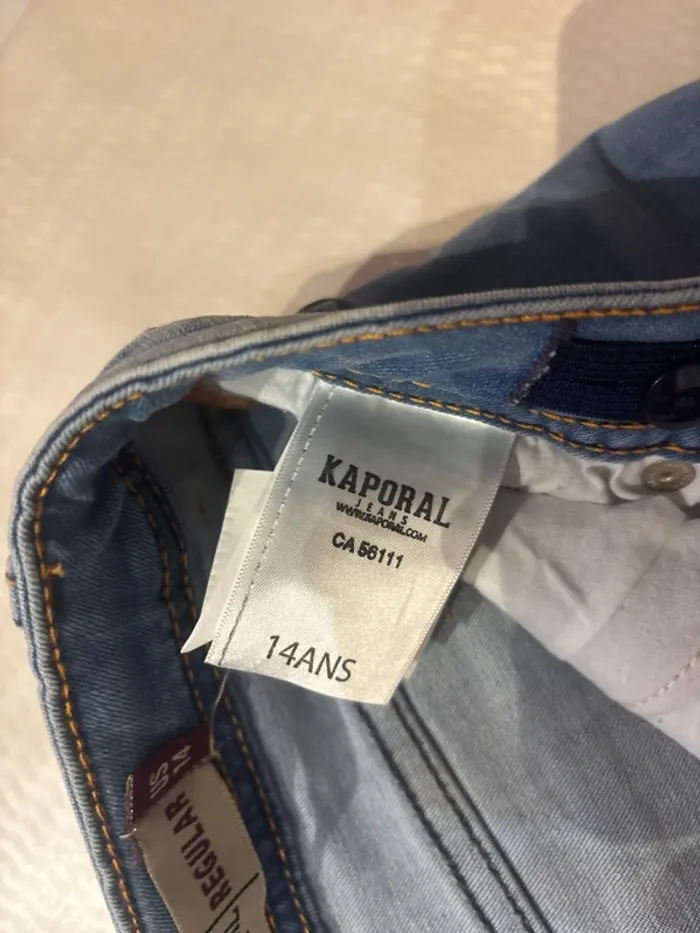 KAPORAL
JEANS
WWW.KAPORAL.COM
CA 56111
14ANS
US 14
REGULAR